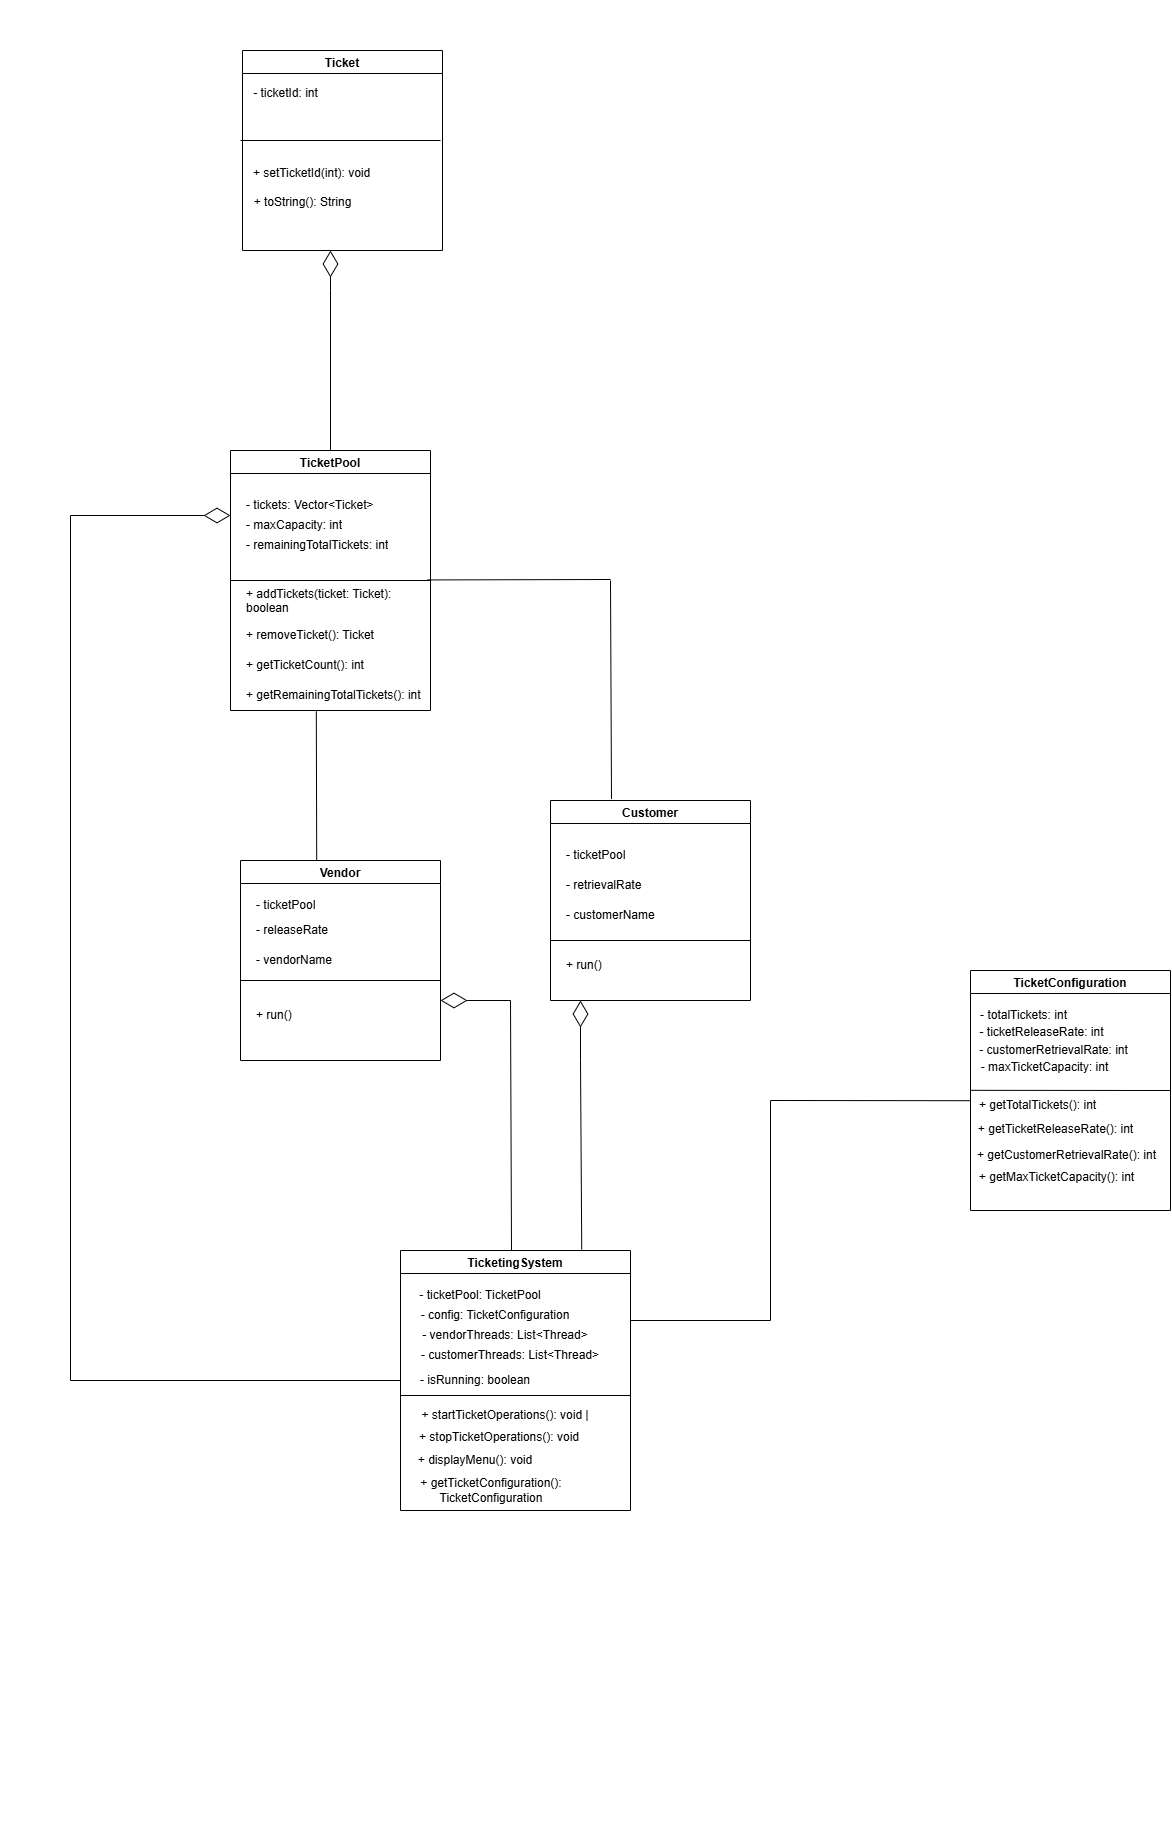 Ticket
- ticketId: int
+ setTicketId(int): void
+ toString(): String
TicketPool
- tickets: Vector<Ticket>
- maxCapacity: int
- remainingTotalTickets: int
+ addTickets(ticket: Ticket):
boolean
+ removeTicket(): Ticket
+ getTicketCount(): int
+ getRemainingTotalTickets(): int
Customer
- ticketPool
- retrievalRate
- customerName
+ run()
Vendor
- ticketPool
- releaseRate
- vendorName
+ run()
TicketConfiguration
- totalTickets: int
- ticketReleaseRate: int
- customerRetrievalRate: int
- maxTicketCapacity: int
+ getTotalTickets(): int
+ getTicketReleaseRate(): int
+ getCustomerRetrievalRate(): int
+ getMaxTicketCapacity(): int
TicketingSystem
- ticketPool: TicketPool
- config: TicketConfiguration
- vendorThreads: List<Thread>
- customerThreads: List<Thread>
- isRunning: boolean
+ startTicketOperations(): void |
+ stopTicketOperations(): void
+ displayMenu(): void
+ getTicketConfiguration():
TicketConfiguration